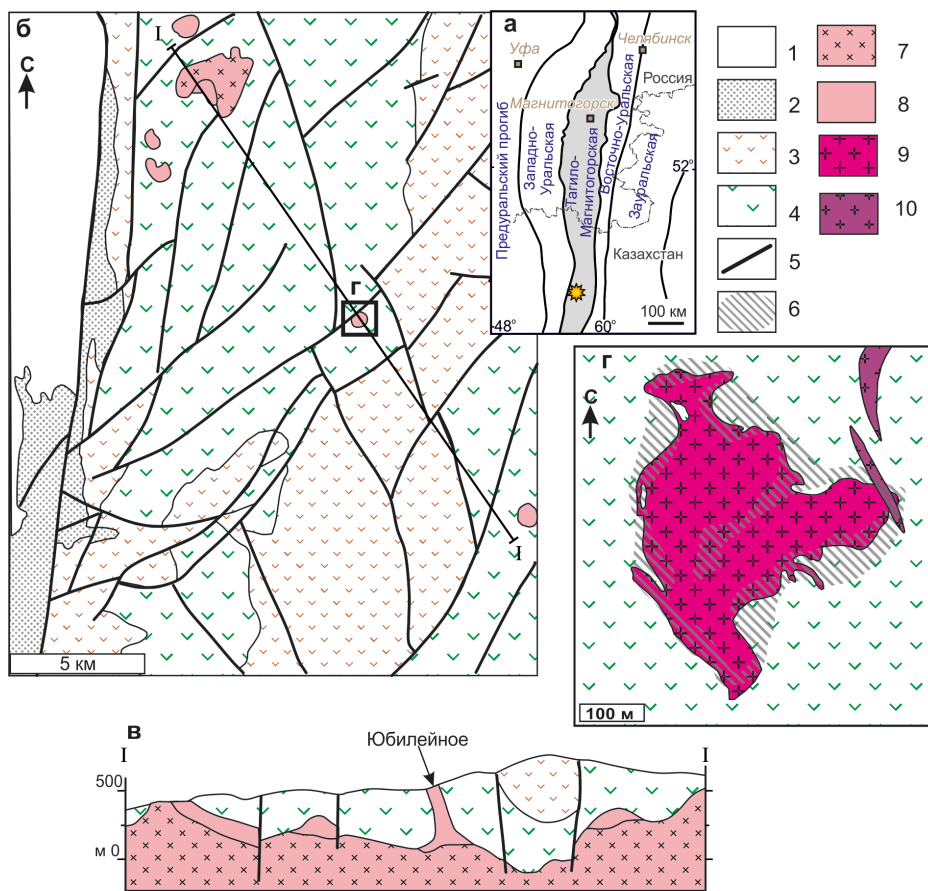 б
I
С
г
I
5 км
а
Уфа
Челябинск
Россия
Магнитогорск
Предуральский прогиб
Западно-
Уральская
Тагило-
Магнитогорская
Восточно-Уральская
Зауральская
52°
Казахстан
100 км
48°
60°
1
2
3
4
5
6
7
8
9
10
г
С
100 м
в
I
Юбилейное
I
500
м 0